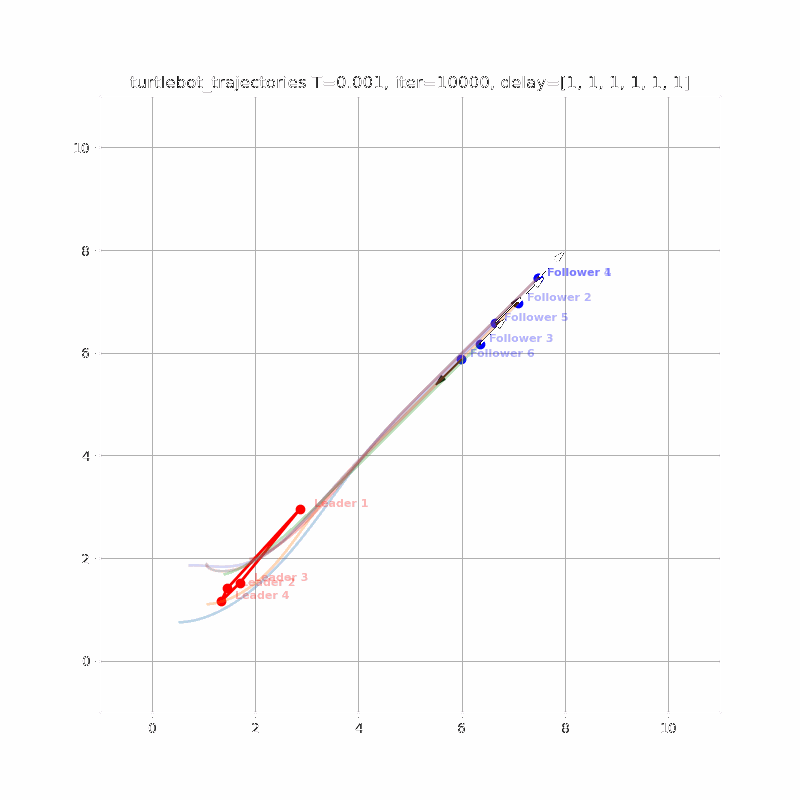 turtlebot_trajectories T=0.001, iter=10000, delay=[1, 1, 1, 1, 1, 1]
10
8
Follower 4
Follower 2
Follower 5
Follower 3
6
Follower 6
4
Leader 1
2
Leader 3
Leader 2
Leader 4
0
0 2 4 6 8 10